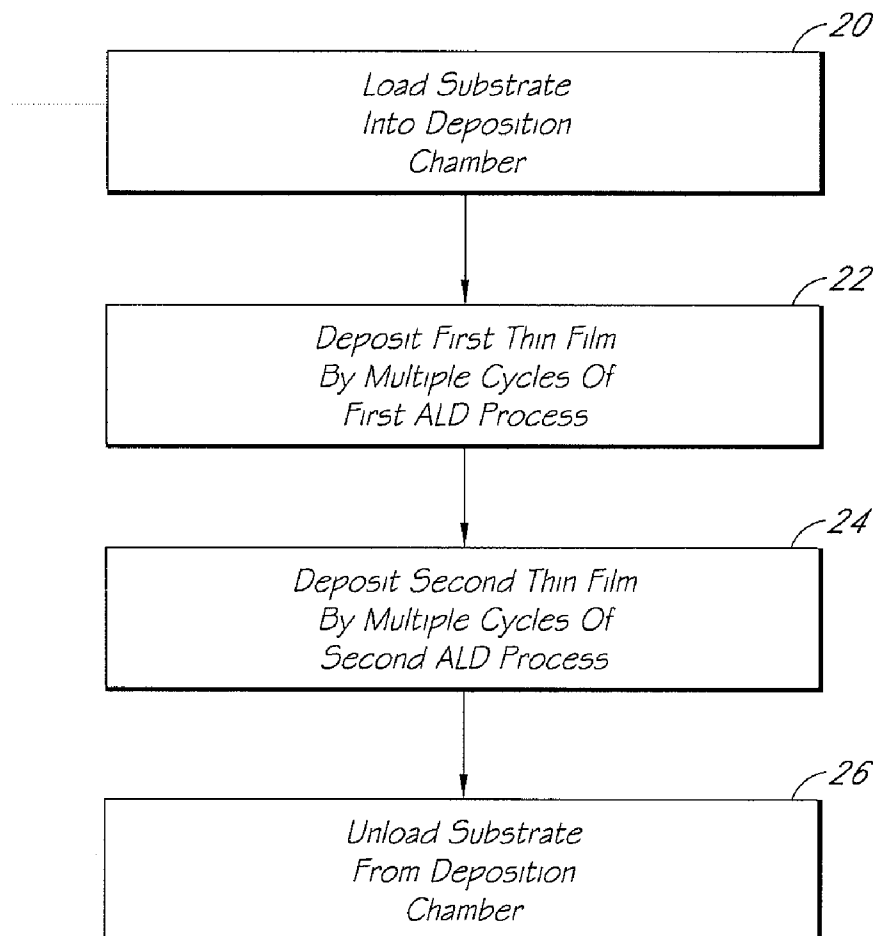 20
Load Substrate
Into Deposition
Chamber
22
Deposit First Thin Film
By Multiple Cycles Of
First ALD Process
24
Deposit Second Thin Film
By Multiple Cycles Of
Second ALD Process
26
Unload Substrate
From Deposition
Chamber